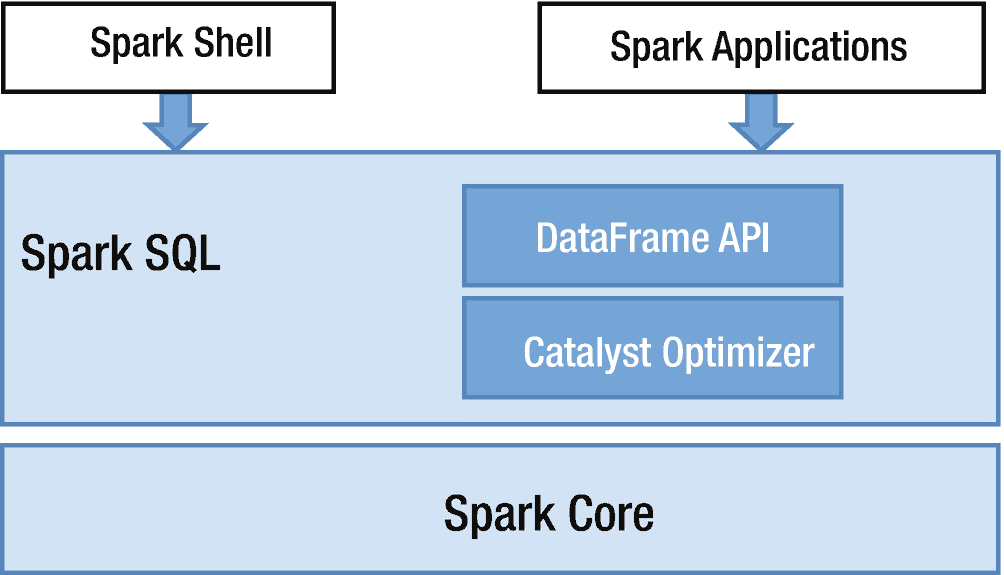 Spark Shell
Spark Applications
Spark SQL
DataFrame API
Catalyst Optimizer
Spark Core